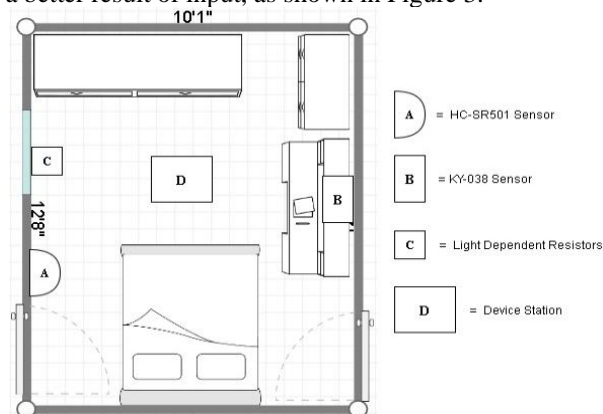 a better result of input, as shown in Figure 3.
10'1"
A = HC-SR501 Sensor
C
D
B = KY-038 Sensor
B
12'8"
C = Light Dependent Resistors
A
D = Device Station